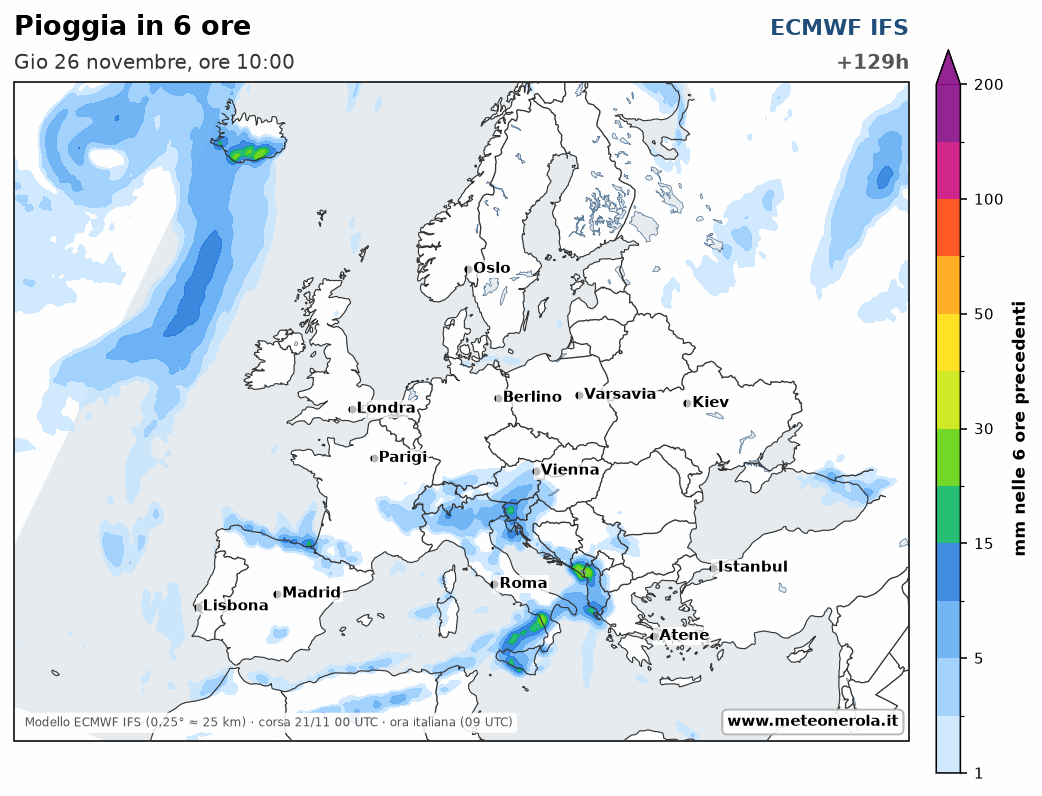 Pioggia in 6 ore
ECMWF IFS
Gio 26 novembre, ore 10:00
+129h
200
100
50
30
15
5
1
mm nelle 6 ore precedenti
Oslo
Berlino
Varsavia
Kiev
Londra
Parigi
Vienna
Istanbul
Roma
Madrid
Lisbona
Atene
Modello ECMWF IFS (0,25° ≈ 25 km) · corsa 21/11 00 UTC · ora italiana (09 UTC)
www.meteonerola.it